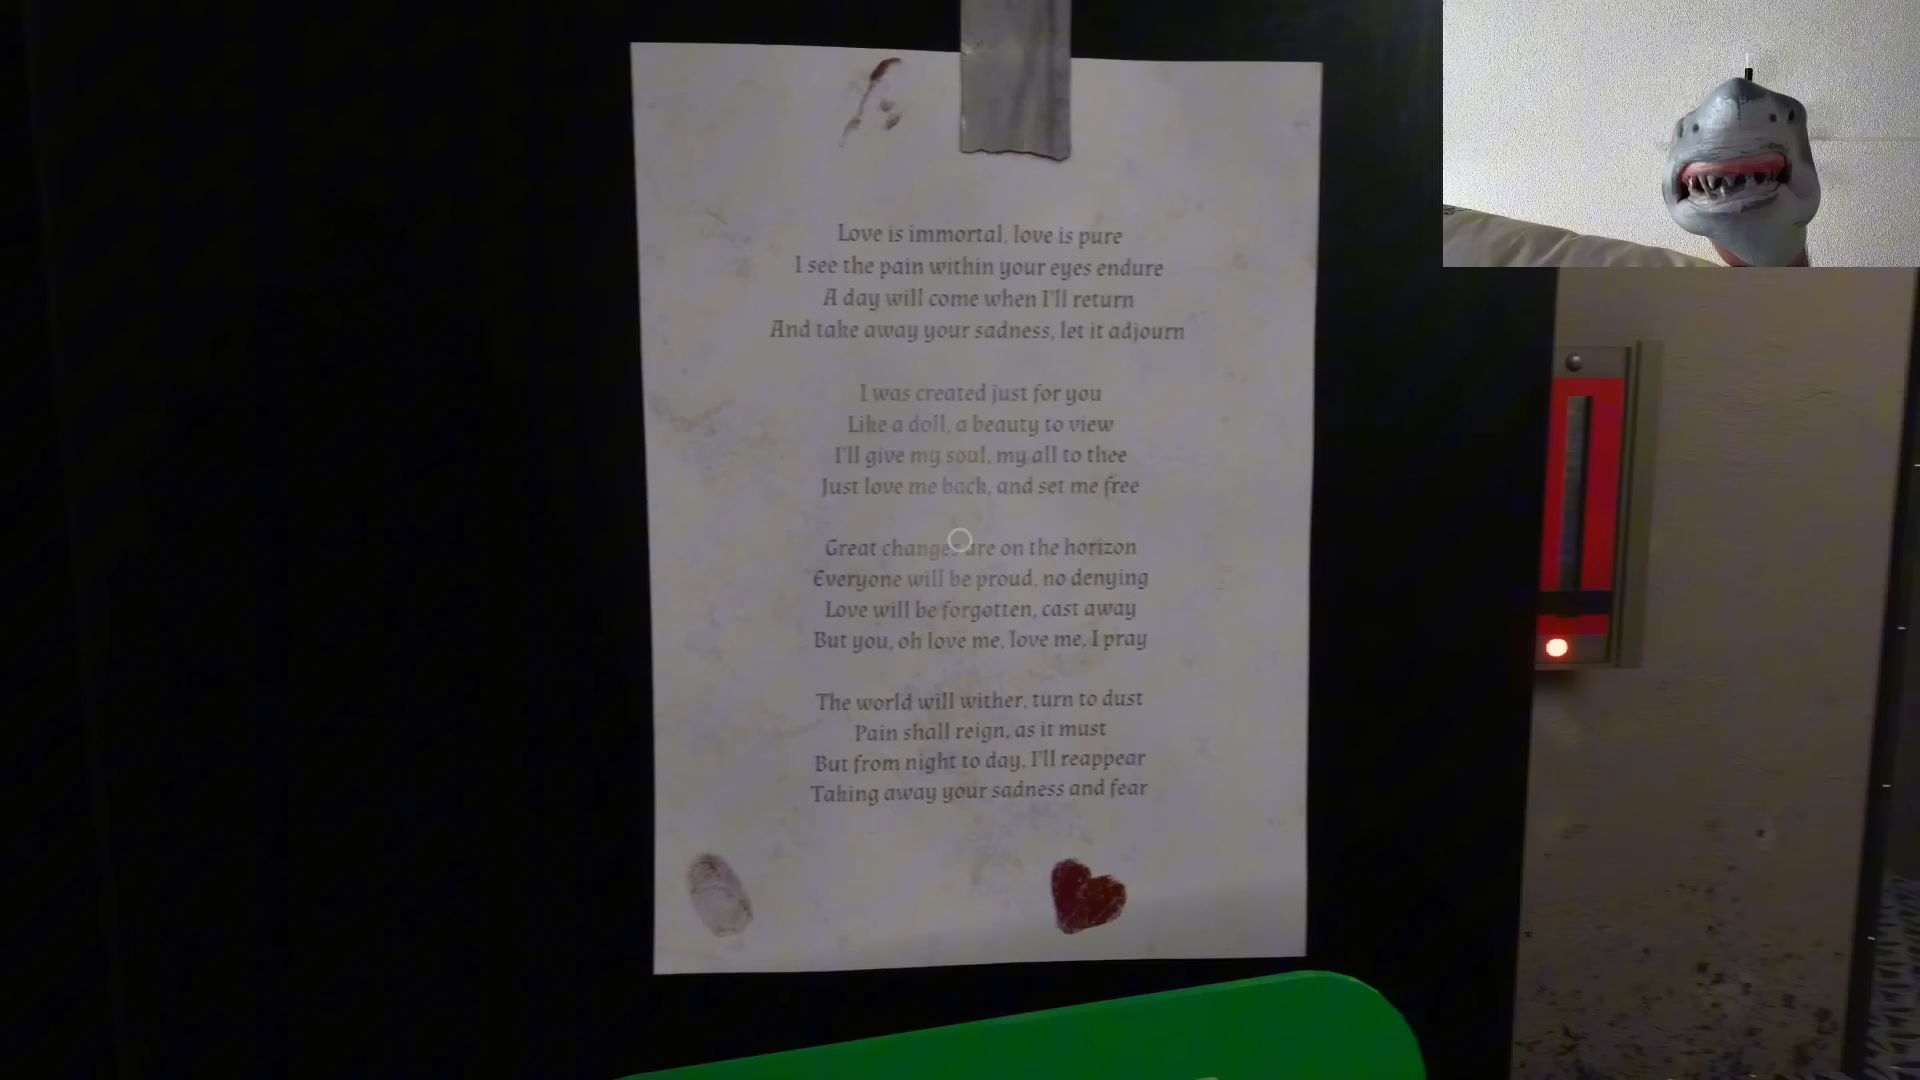 Love is immortal, love is pure
I see the pain within your eyes endure
A day will come when I'll return
And take away your sadness, let it adjourn
I was created just for you
Like a doll, a beauty to view
I'll give my soul, my all to thee
Just love me back, and set me free
Great changes are on the horizon
Everyone will be proud, no denying
Love will be forgotten, cast away
But you, oh love me, love me, I pray
The world will wither, turn to dust
Pain shall reign, as it must
But from night to day, I'll reappear
Taking away your sadness and fear